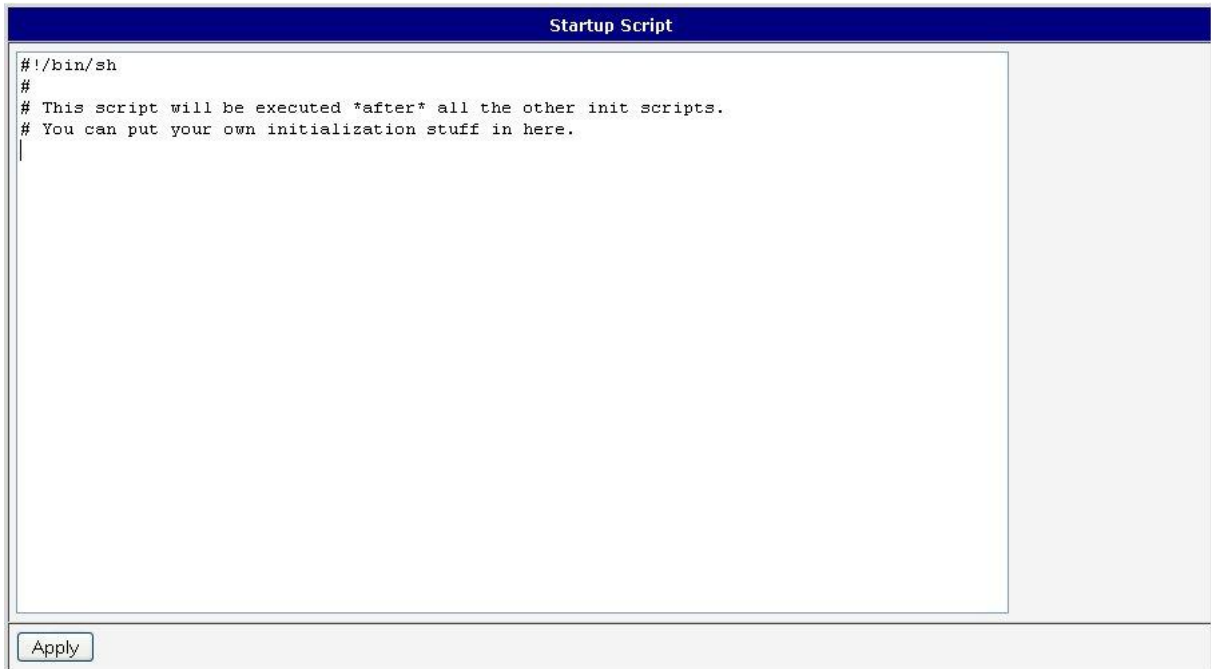 Startup Script
#!/bin/sh
#
# This script will be executed *after* all the other init scripts.
# You can put your own initialization stuff in here.
Apply